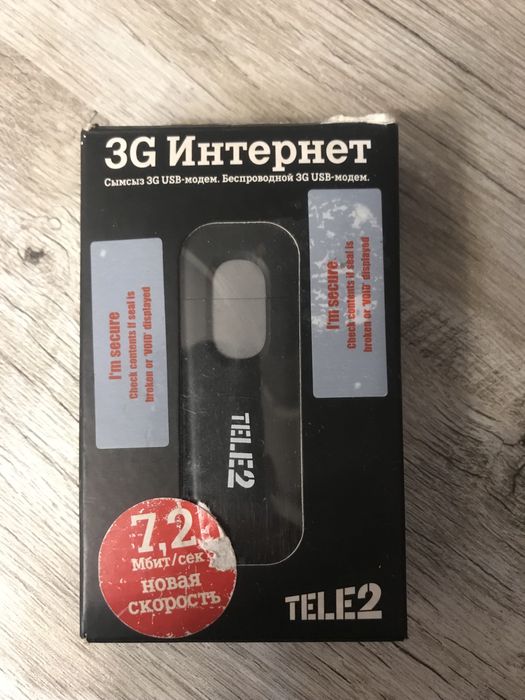 3G Интернет
Сымсыз 3G USB-модем. Беспроводной 3G USB-модем.
I'm secure
Check contents if seal is
broken or 'VOID' displayed
I'm secure
Check contents if seal is
broken or 'VOID' displayed
TELE2
7,2
Мбит/сек
новая
скорость
TELE2